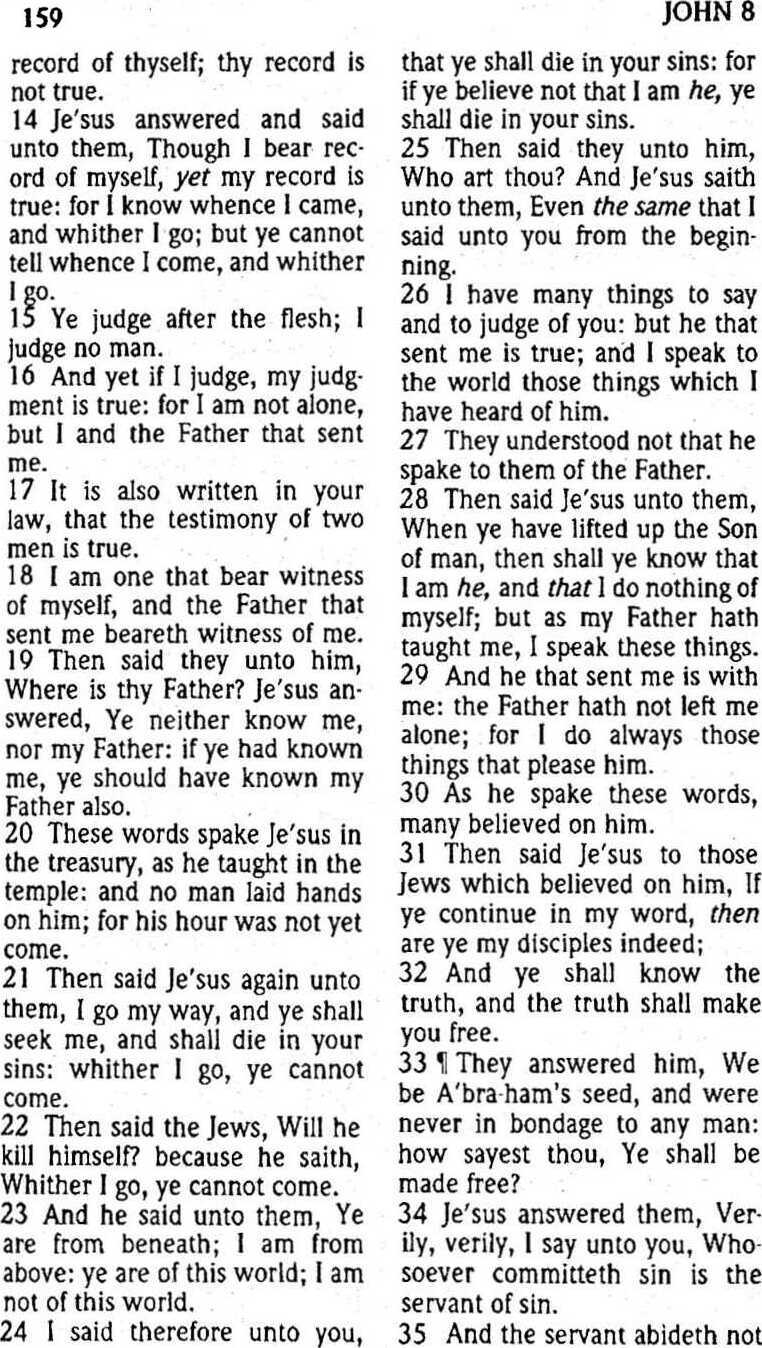 159
JOHN 8
record of thyself; thy record is
not true.
14 Je'sus answered and said
unto them, Though I bear rec-
ord of myself, yet my record is
true: for I know whence I came,
and whither I go; but ye cannot
tell whence I come, and whither
I go.
15 Ye judge after the flesh; I
judge no man.
16 And yet if I judge, my judg-
ment is true: for I am not alone,
but I and the Father that sent
me.
17 It is also written in your
law, that the testimony of two
men is true.
18 I am one that bear witness
of myself, and the Father that
sent me beareth witness of me.
19 Then said they unto him,
Where is thy Father? Je'sus an-
swered, Ye neither know me,
nor my Father: if ye had known
me, ye should have known my
Father also.
20 These words spake Je'sus in
the treasury, as he taught in the
temple: and no man laid hands
on him; for his hour was not yet
come.
21 Then said Je'sus again unto
them, I go my way, and ye shall
seek me, and shall die in your
sins: whither I go, ye cannot
come.
22 Then said the Jews, Will he
kill himself? because he saith,
Whither I go, ye cannot come.
23 And he said unto them, Ye
are from beneath; I am from
above: ye are of this world; I am
not of this world.
24 I said therefore unto you,
that ye shall die in your sins: for
if ye believe not that I am he, ye
shall die in your sins.
25 Then said they unto him,
Who art thou? And Je'sus saith
unto them, Even the same that I
said unto you from the begin-
ning.
26 I have many things to say
and to judge of you: but he that
sent me is true; and I speak to
the world those things which I
have heard of him.
27 They understood not that he
spake to them of the Father.
28 Then said Je'sus unto them,
When ye have lifted up the Son
of man, then shall ye know that
I am he, and that I do nothing of
myself; but as my Father hath
taught me, I speak these things.
29 And he that sent me is with
me: the Father hath not left me
alone; for I do always those
things that please him.
30 As he spake these words,
many believed on him.
31 Then said Je'sus to those
Jews which believed on him, If
ye continue in my word, then
are ye my disciples indeed;
32 And ye shall know the
truth, and the truth shall make
you free.
33 ¶ They answered him, We
be A'bra-ham's seed, and were
never in bondage to any man:
how sayest thou, Ye shall be
made free?
34 Je'sus answered them, Ver-
ily, verily, I say unto you, Who-
soever committeth sin is the
servant of sin.
35 And the servant abideth not